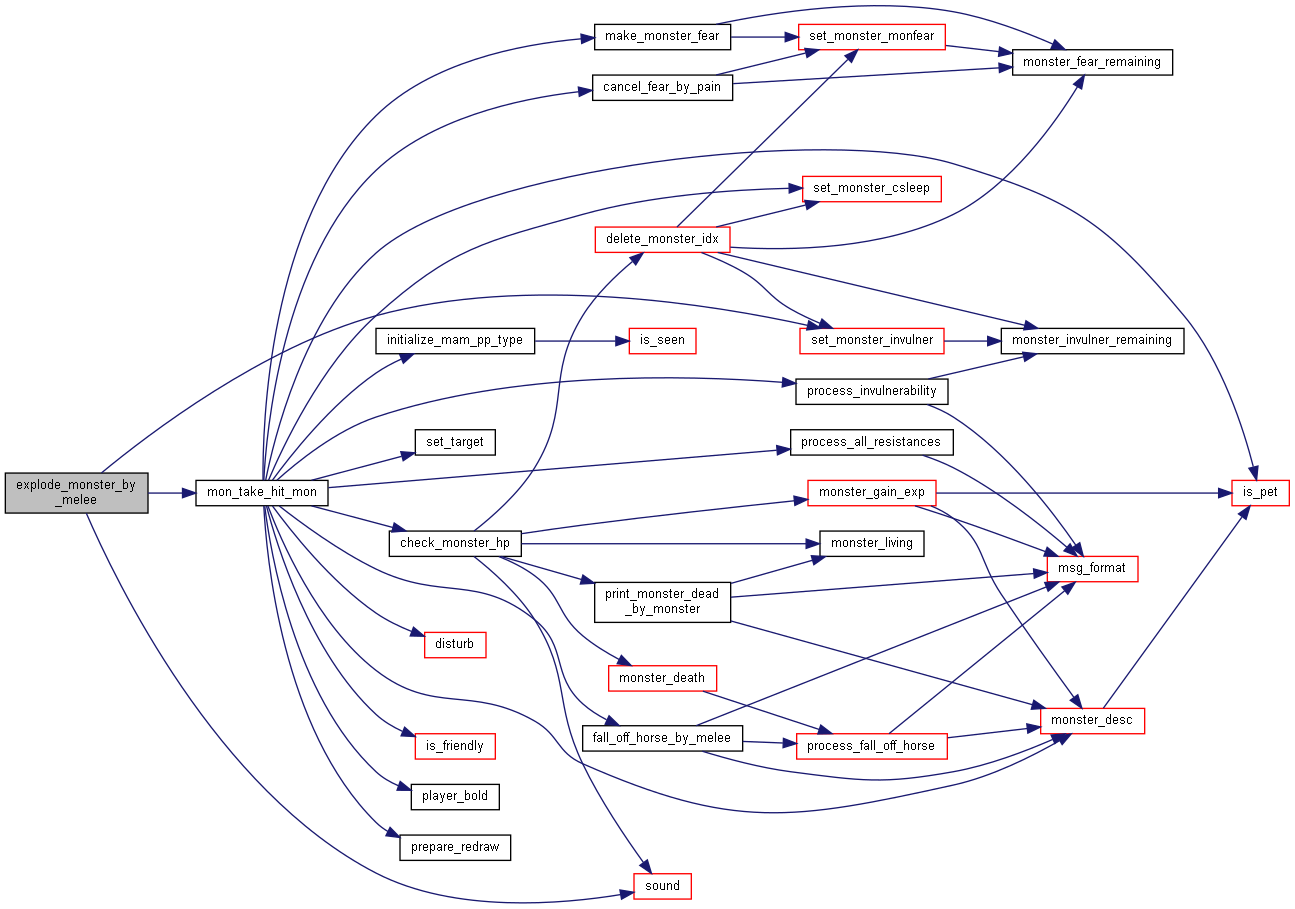 make_monster_fear
set_monster_monfear
monster_fear_remaining
cancel_fear_by_pain
set_monster_csleep
delete_monster_idx
initialize_mam_pp_type
is_seen
set_monster_invulner
monster_invulner_remaining
process_invulnerability
set_target
process_all_resistances
explode_monster_by
_melee
mon_take_hit_mon
monster_gain_exp
is_pet
check_monster_hp
monster_living
msg_format
print_monster_dead
_by_monster
disturb
monster_death
monster_desc
is_friendly
fall_off_horse_by_melee
process_fall_off_horse
player_bold
prepare_redraw
sound